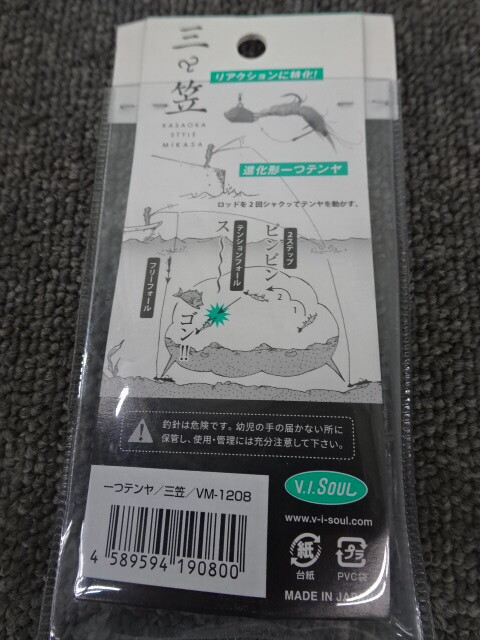 三ツ笠
KASAOKA
STYLE
MIKASA
リアクションに特化!
進化形一つテンヤ
ロッドを2回シャクってテンヤを動かす。
フリーフォール
テンションフォール
ス
ピンピン
2ステップ
2
1
ゴン!!
釣針は危険です。幼児の手の届かない所に
保管し、使用・管理には充分注意して下さい。
一つテンヤ/三笠/VM-1208
4 589594 190800
V.I.SOUL
www.v-i-soul.com
紙
台紙
プラ
PVC袋
MADE IN JAPAN